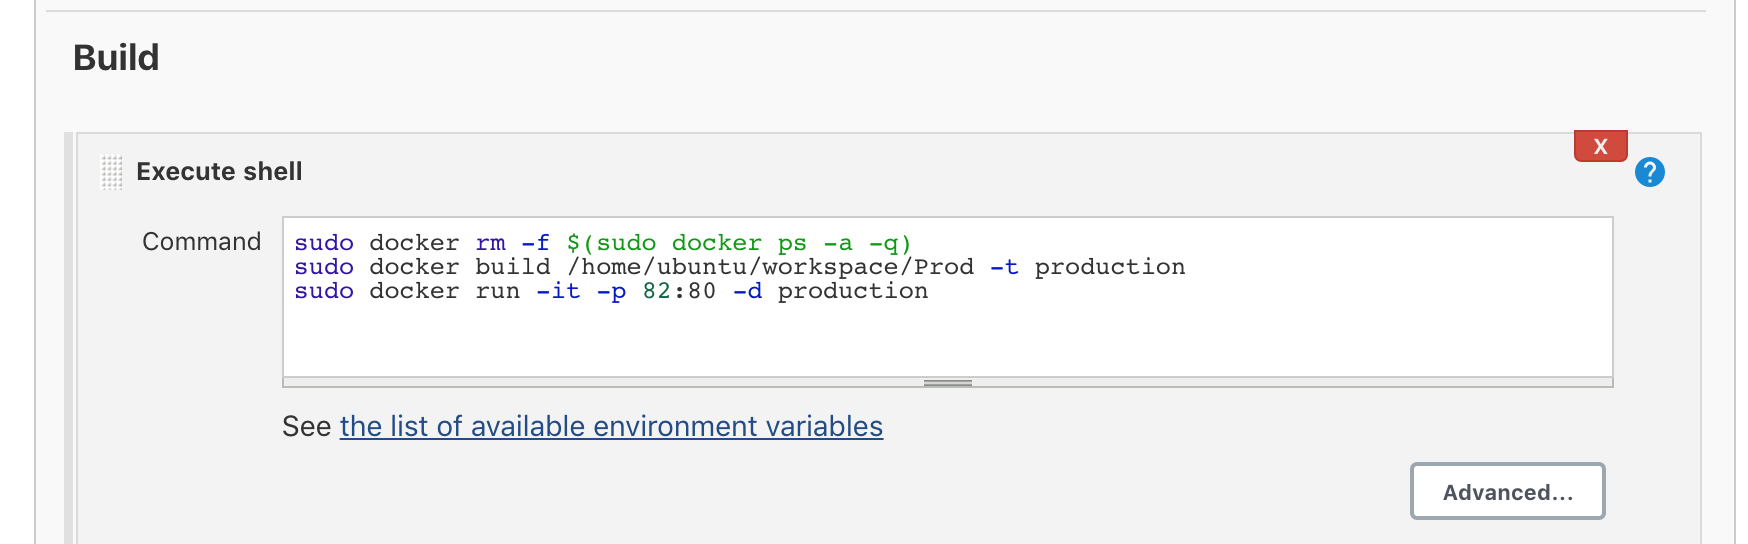 Build
X
Execute shell
?
Command
sudo docker rm -f $(sudo docker ps -a -q)
sudo docker build /home/ubuntu/workspace/Prod -t production
sudo docker run -it -p 82:80 -d production
See the list of available environment variables
Advanced...